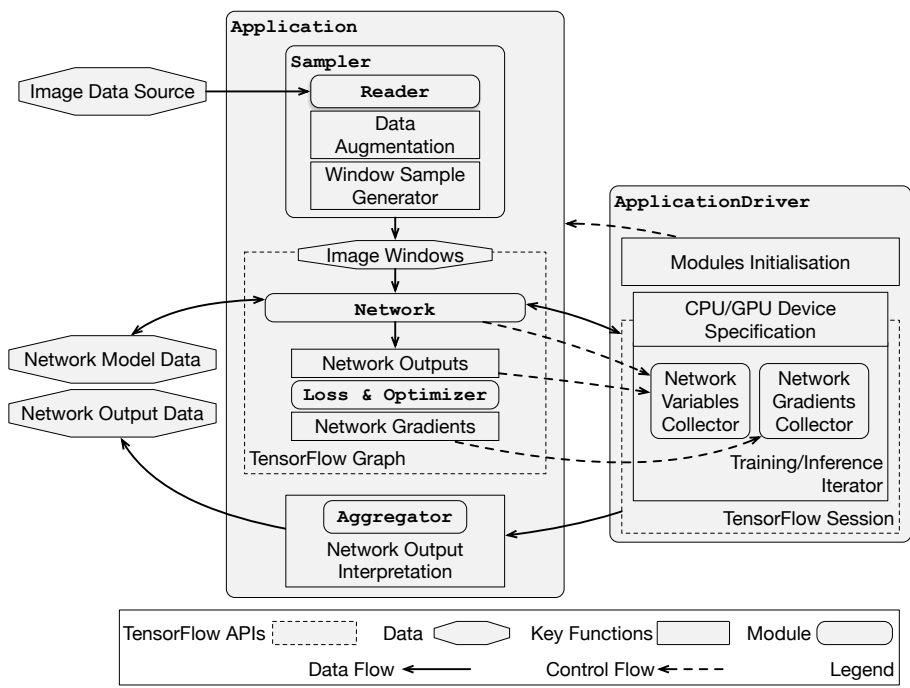 Application
Sampler
Reader
Image Data Source
Data
Augmentation
Window Sample
Generator
ApplicationDriver
Image Windows
Modules Initialisation
Network
CPU/GPU Device
Specification
Network Model Data
Network Outputs
Network
Variables
Collector
Network
Gradients
Collector
Loss & Optimizer
Network Output Data
Network Gradients
TensorFlow Graph
Training/Inference
Iterator
TensorFlow Session
Aggregator
Network Output
Interpretation
TensorFlow APIs
Data
Key Functions
Module
Data Flow
Control Flow
Legend